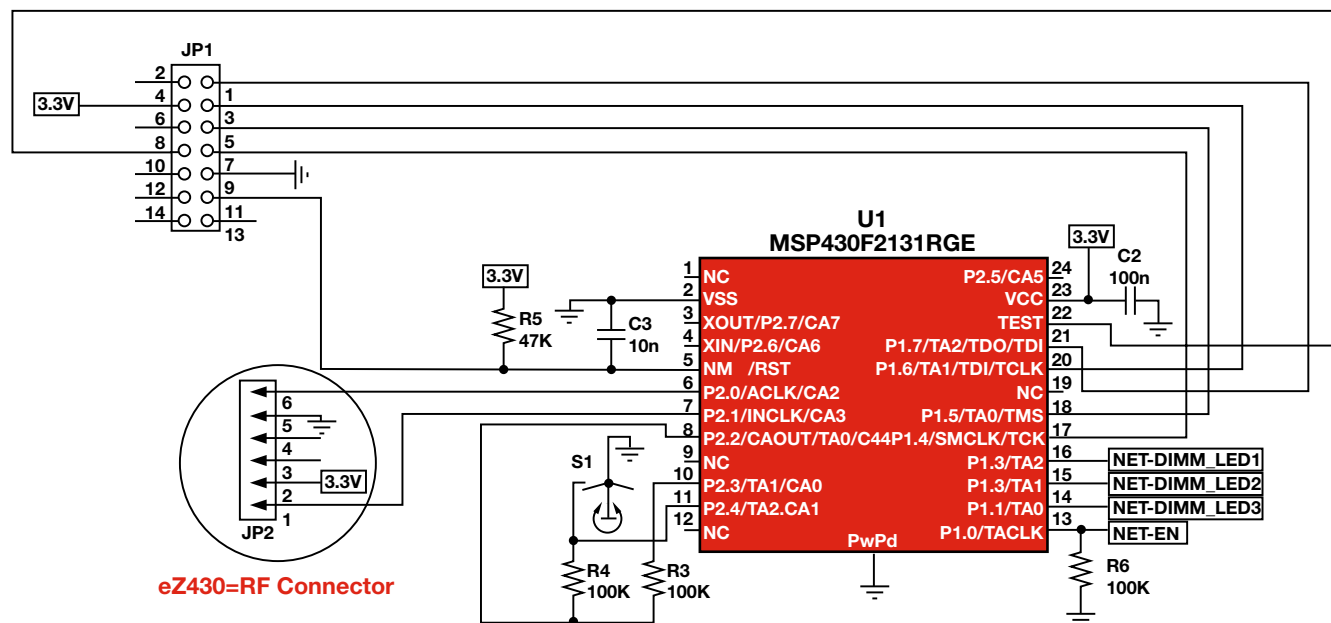 JP1
2
1
3.3V
4
3
6
5
8
7
10
9
12
11
14
13
U1
MSP430F2131RGE
3.3V
C2
100n
3.3V
R5
47K
C3
10n
1
NC
2
VSS
3
XOUT/P2.7/CA7
4
XIN/P2.6/CA6
5
NM /RST
6
P2.0/ACLK/CA2
7
P2.1/INCLK/CA3
8
P2.2/CAOUT/TA0/C44P1.4/SMCLK/TCK
9
NC
10
P2.3/TA1/CA0
11
P2.4/TA2.CA1
12
NC
PwPd
P2.5/CA5
24
VCC
23
TEST
22
P1.7/TA2/TDO/TDI
21
P1.6/TA1/TDI/TCLK
20
NC
19
P1.5/TA0/TMS
18
17
P1.3/TA2
16
NET-DIMM_LED1
P1.3/TA1
15
NET-DIMM_LED2
P1.1/TA0
14
NET-DIMM_LED3
P1.0/TACLK
13
NET-EN
R6
100K
S1
R4
100K
R3
100K
6
5
4
3
3.3V
2
1
JP2
eZ430=RF Connector